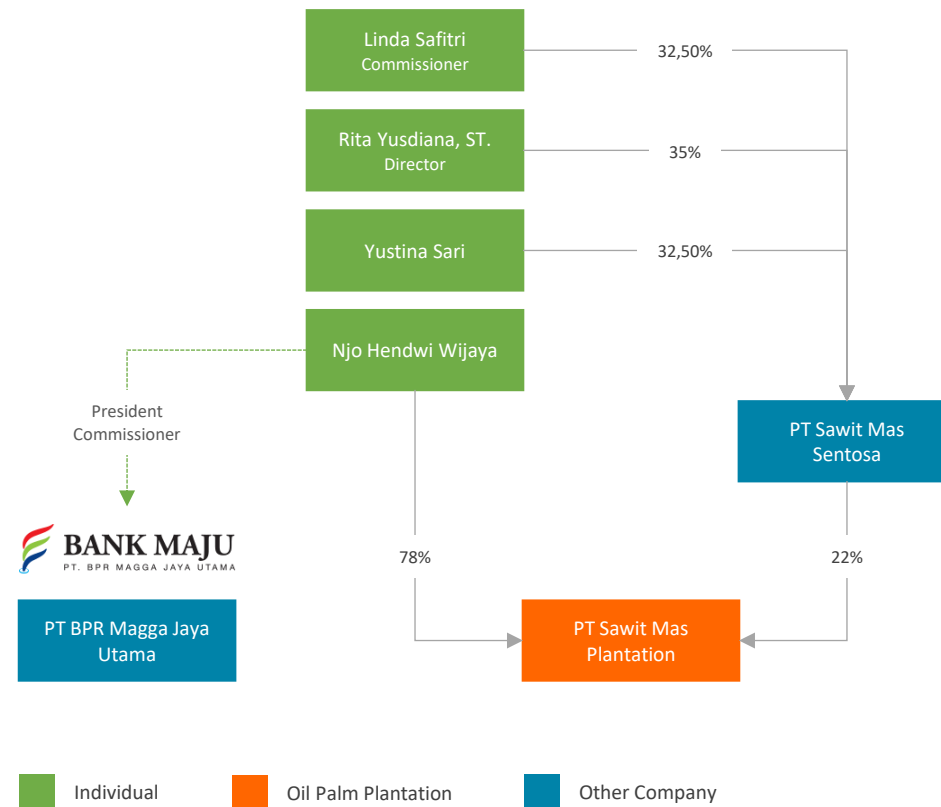 Linda Safitri
Commissioner
32,50%
Rita Yusdiana, ST.
Director
35%
Yustina Sari
32,50%
Njo Hendwi Wijaya
President
Commissioner
PT Sawit Mas
Sentosa
BANK MAJU
PT. BPR MAGGA JAYA UTAMA
78%
22%
PT BPR Magga Jaya
Utama
PT Sawit Mas
Plantation
Individual
Oil Palm Plantation
Other Company